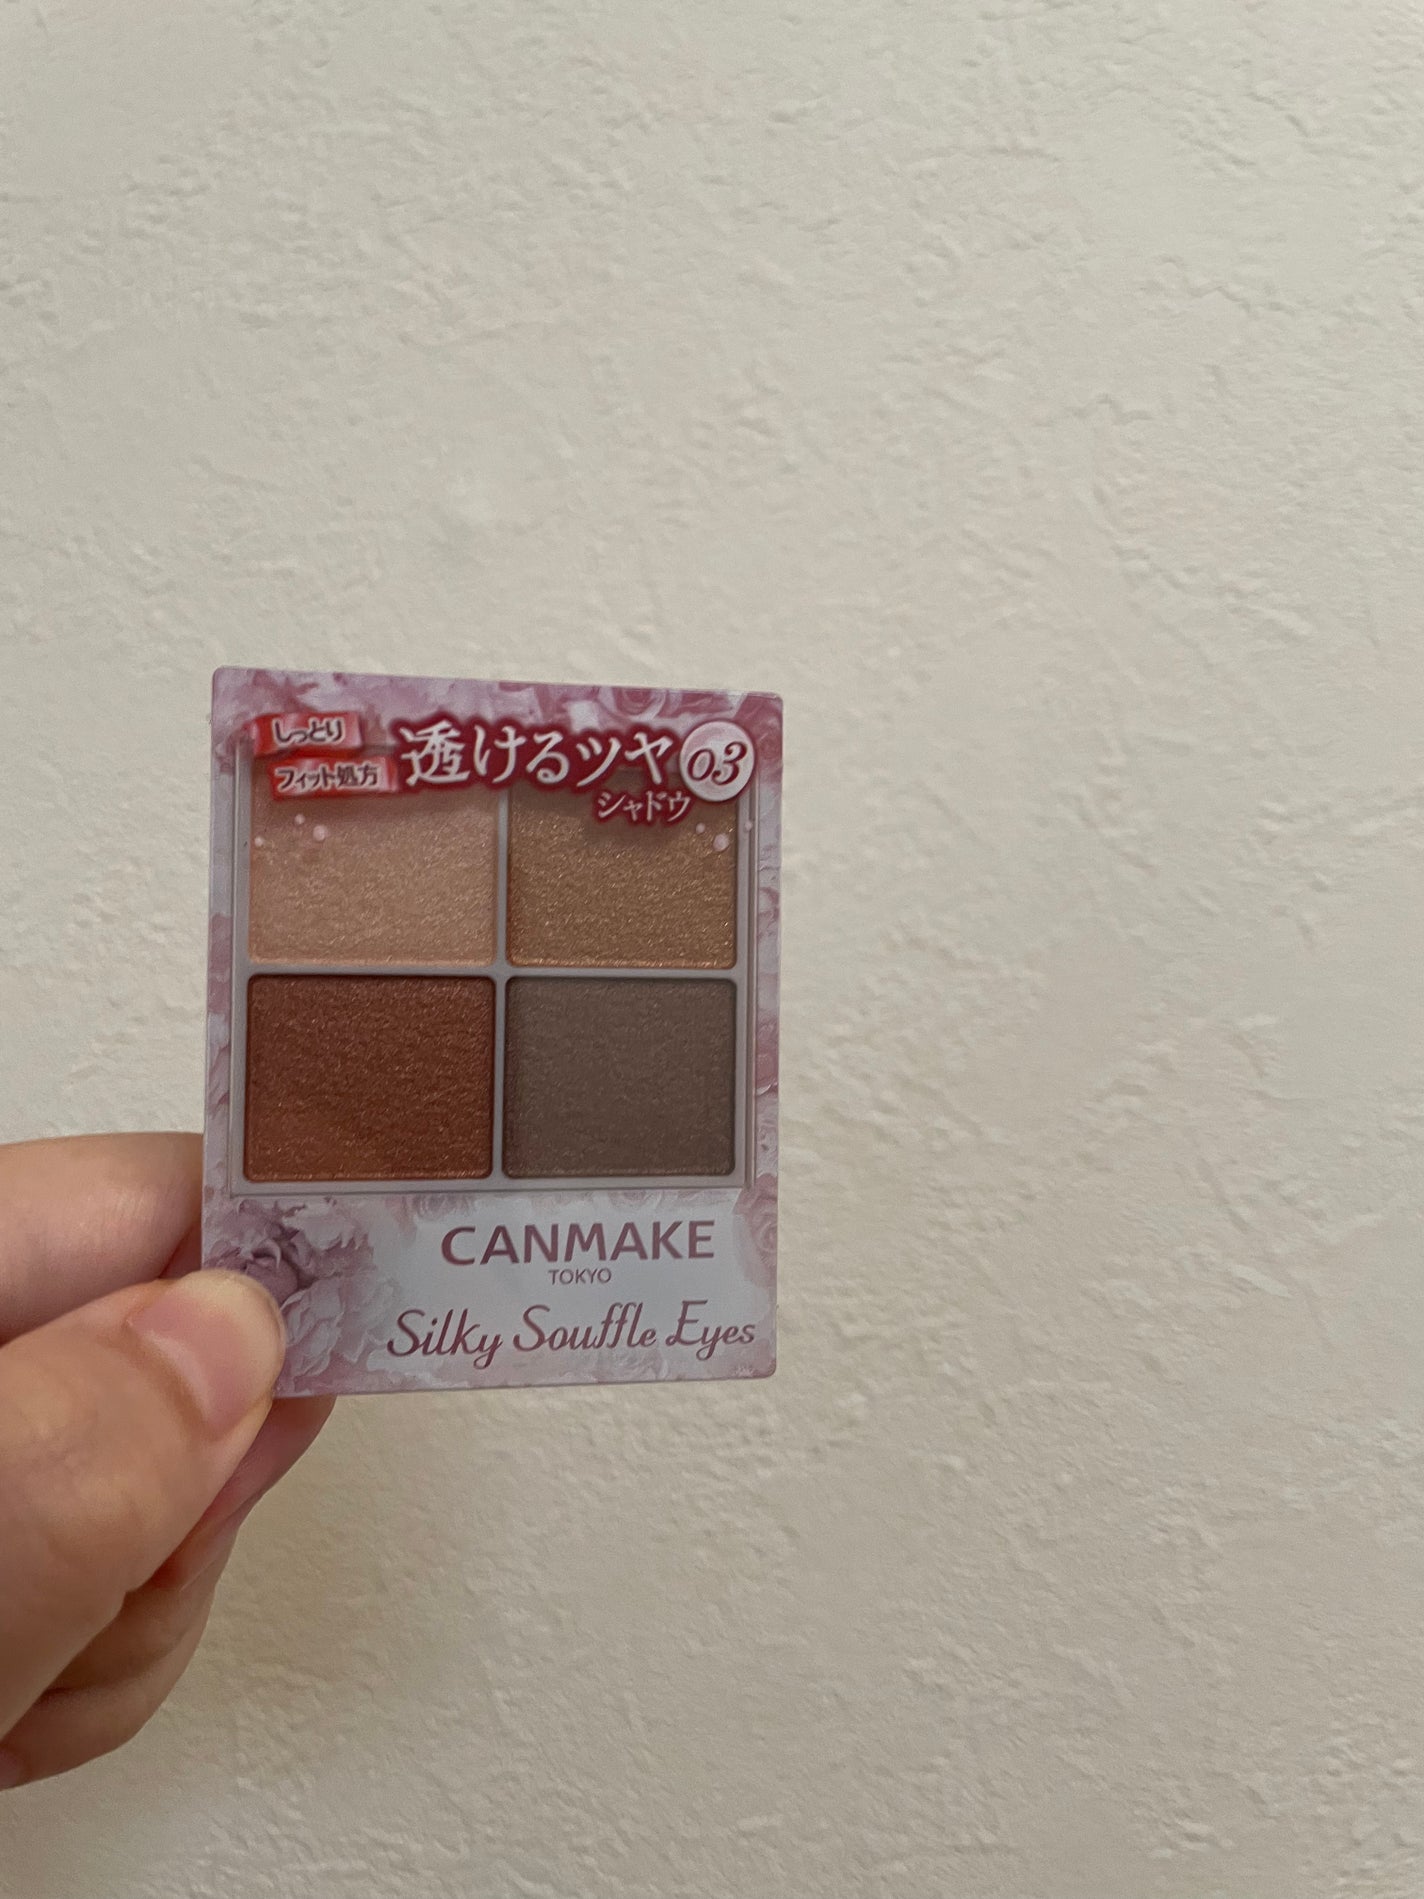 しっとり
フィット処方
透けるツヤ
シャドウ
03
CANMAKE
TOKYO
Silky Souffle Eyes